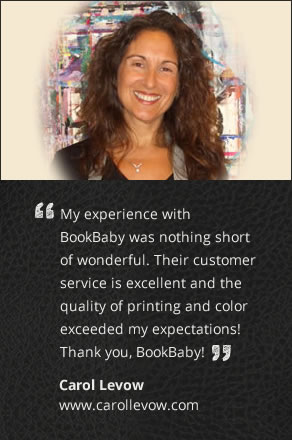 ❝ My experience with
BookBaby was nothing short
of wonderful. Their customer
service is excellent and the
quality of printing and color
exceeded my expectations!
Thank you, BookBaby! ❞
Carol Levow
www.carollevow.com